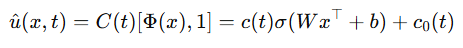 û(x, t) = C(t)[Φ(x), 1] = c(t)σ(Wx⊤ + b) + c₀(t)